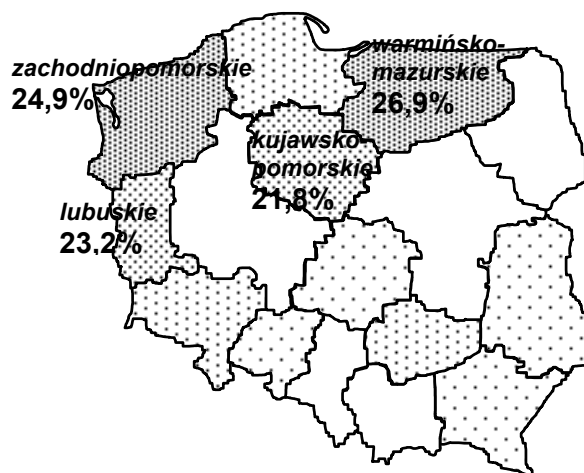 zachodniopomorskie
24,9%
warmińsko-
mazurskie
26,9%
kujawsko-
pomorskie
21,8%
lubuskie
23,2%